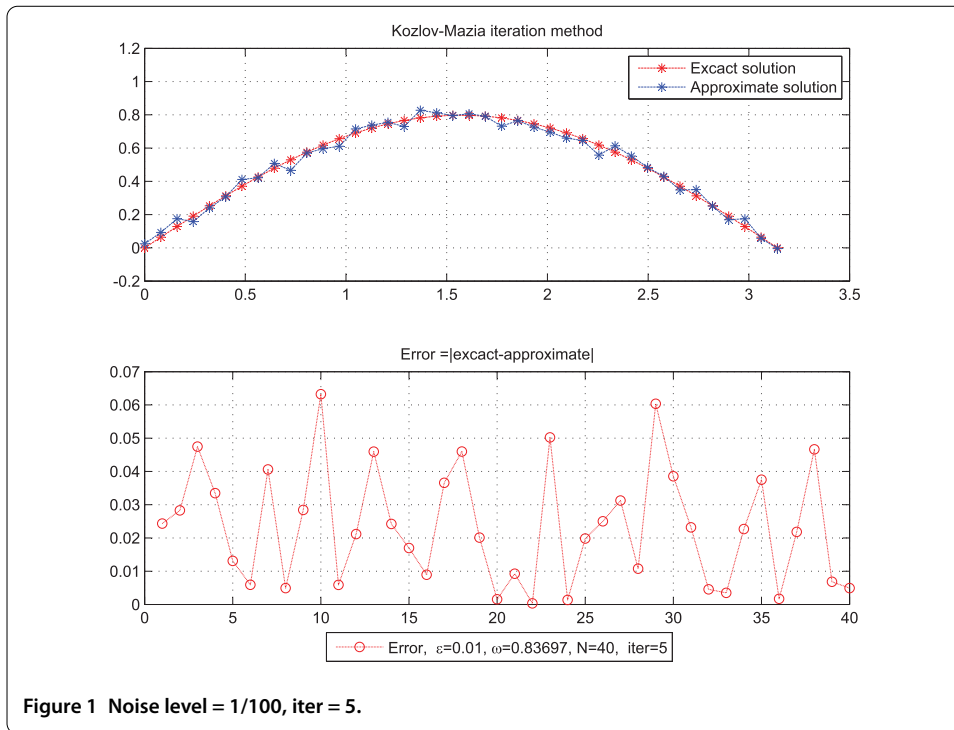 Kozlov-Mazia iteration method
1.2
1
0.8
0.6
0.4
0.2
0
-0.2
Excact solution
Approximate solution
0 0.5 1 1.5 2 2.5 3 3.5
Error =|excact-approximate|
0.07
0.06
0.05
0.04
0.03
0.02
0.01
0
0 5 10 15 20 25 30 35 40
Error, ε=0.01, ω=0.83697, N=40, iter=5
Figure 1 Noise level = 1/100, iter = 5.